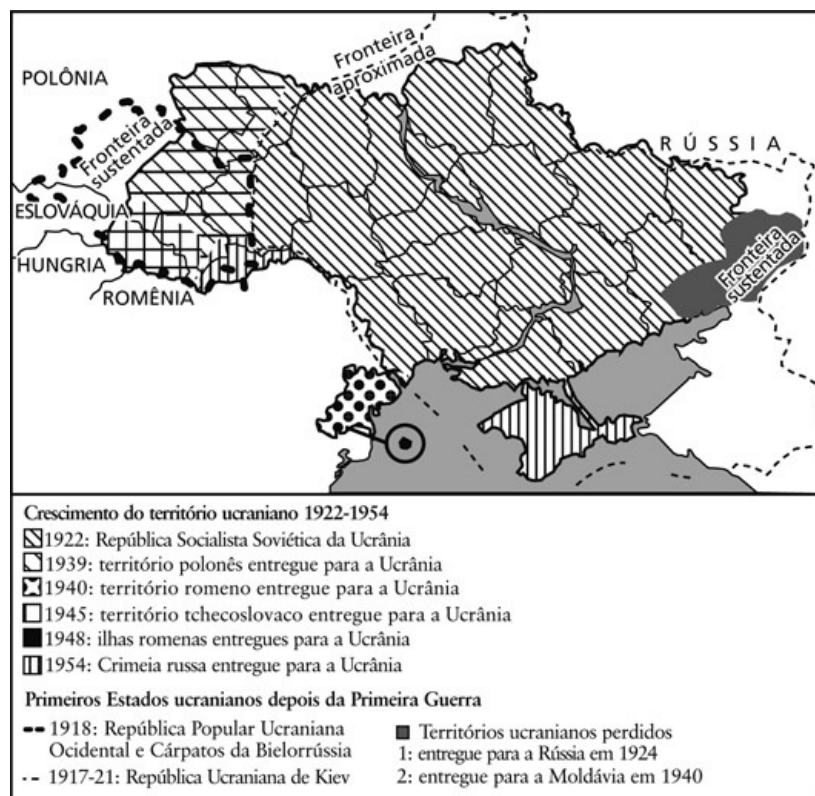 POLÔNIA
Fronteira
aproximada
Fronteira
sustentada
RÚSSIA
ESLOVÁQUIA
HUNGRIA
ROMÊNIA
Fronteira
sustentada
Crescimento do território ucraniano 1922-1954
1922: República Socialista Soviética da Ucrânia
1939: território polonês entregue para a Ucrânia
1940: território romeno entregue para a Ucrânia
1945: território tchecoslovaco entregue para a Ucrânia
1948: ilhas romenas entregues para a Ucrânia
1954: Crimeia russa entregue para a Ucrânia
Primeiros Estados ucranianos depois da Primeira Guerra
1918: República Popular Ucraniana
Ocidental e Cárpatos da Bielorrússia
1917-21: República Ucraniana de Kiev
Territórios ucranianos perdidos
1: entregue para a Rússia em 1924
2: entregue para a Moldávia em 1940